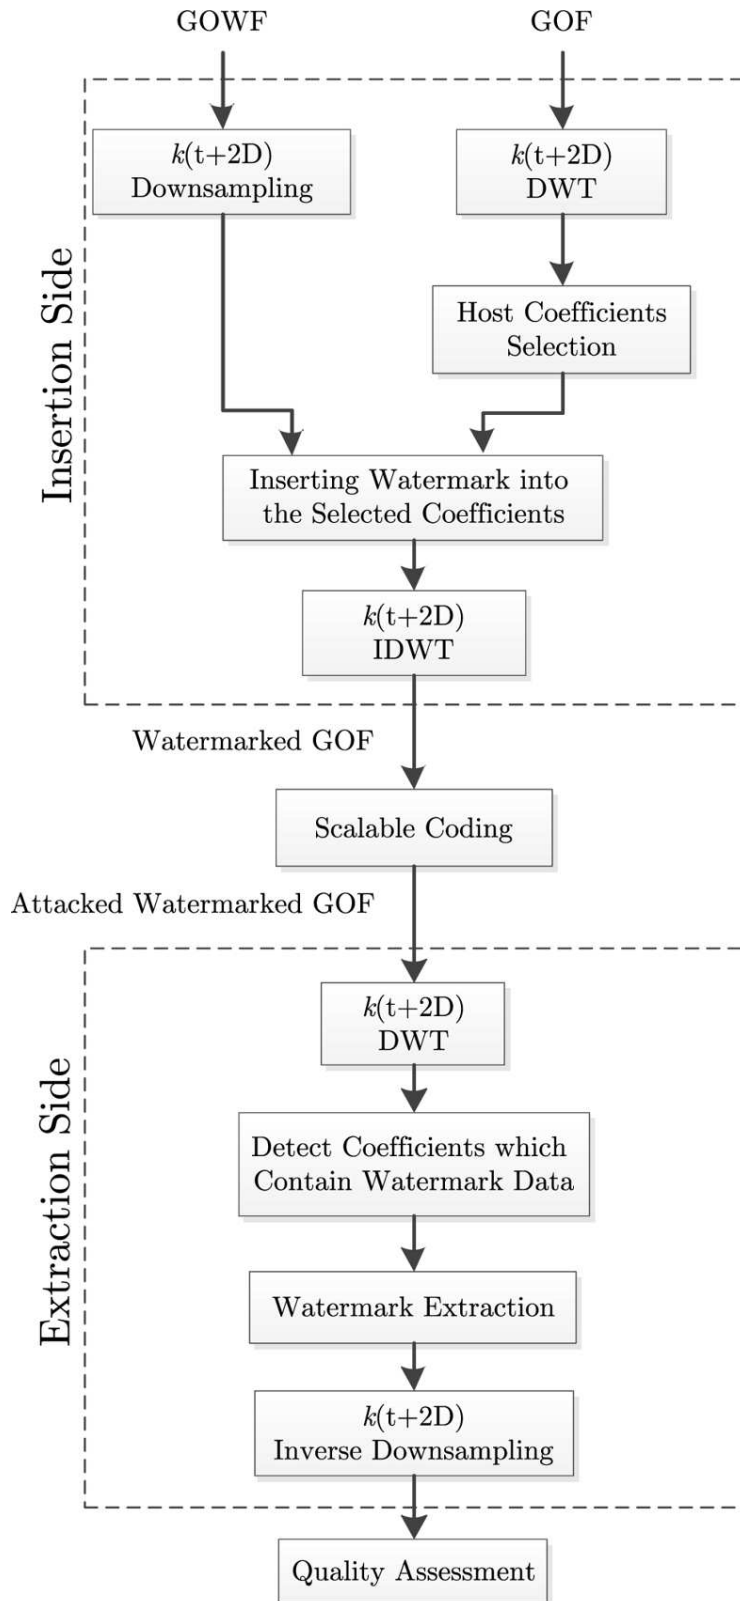 GOWF
GOF
k(t+2D)
Downsampling
k(t+2D)
DWT
Host Coefficients
Selection
Insertion Side
Inserting Watermark into
the Selected Coefficients
k(t+2D)
IDWT
Watermarked GOF
Scalable Coding
Attacked Watermarked GOF
k(t+2D)
DWT
Extraction Side
Detect Coefficients which
Contain Watermark Data
Watermark Extraction
k(t+2D)
Inverse Downsampling
Quality Assessment